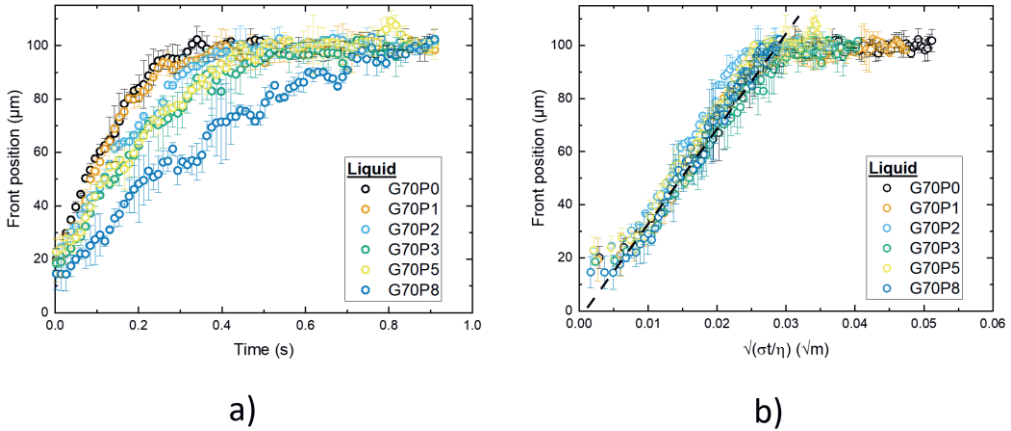 a)
b)
Front position (µm)
100
80
60
40
20
0
0.0
0.2
0.4
0.6
0.8
1.0
Time (s)
Liquid
G70P0
G70P1
G70P2
G70P3
G70P5
G70P8
Front position (µm)
100
80
60
40
20
0
0.00
0.01
0.02
0.03
0.04
0.05
0.06
√(σt/η) (√m)
Liquid
G70P0
G70P1
G70P2
G70P3
G70P5
G70P8
a)
b)